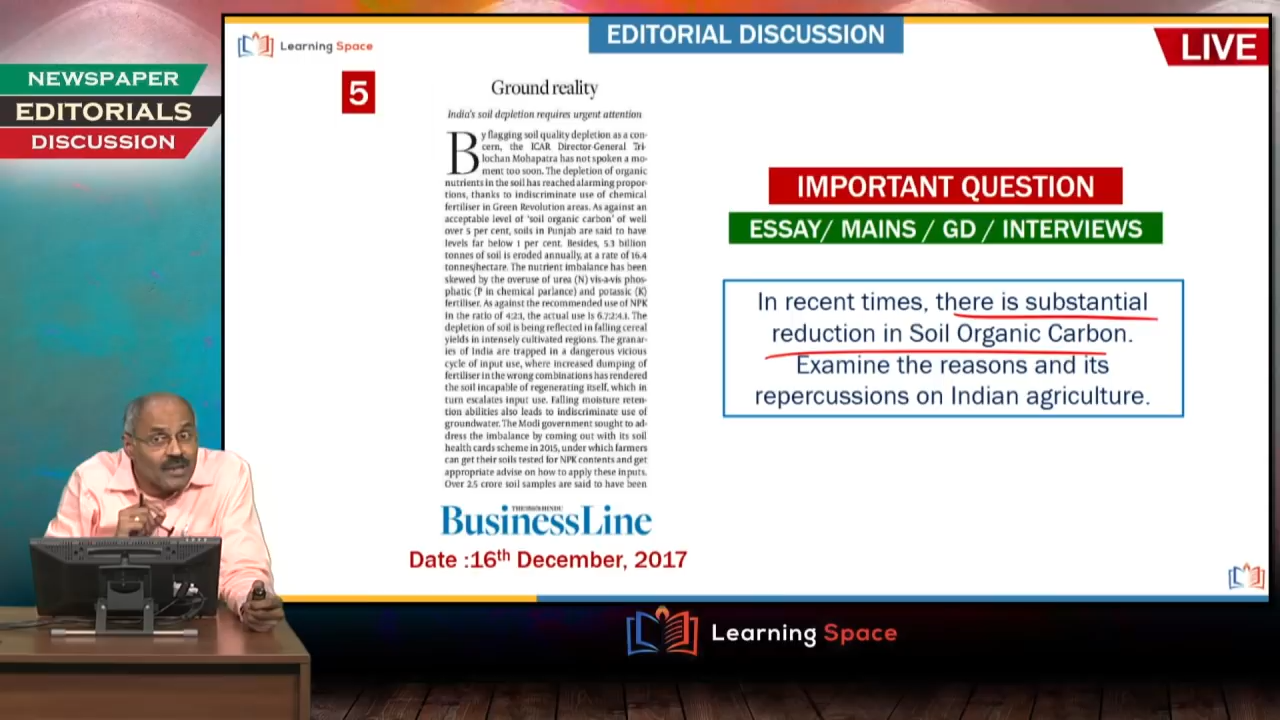 EDITORIAL DISCUSSION
Learning Space
LIVE
NEWSPAPER
EDITORIALS
DISCUSSION
5
Ground reality
India's soil depletion requires urgent attention
By flagging soil quality depletion as a con-
cern, the ICAR Director-General Tri-
lochan Mohapatra has not spoken a mo-
ment too soon. The depletion of organic
nutrients in the soil has reached alarming propor-
tions, thanks to indiscriminate use of chemical
fertiliser in Green Revolution areas. As against an
acceptable level of 'soil organic carbon' of well
over 5 per cent, soils in Punjab are said to have
levels far below 1 per cent. Besides, 5.3 billion
tonnes of soil is eroded annually, at a rate of 16.4
tonnes/hectare. The nutrient imbalance has been
skewed by the overuse of urea (N) vis-a-vis phos-
phatic (P in chemical parlance) and potassic (K)
fertiliser. As against the recommended use of NPK
in the ratio of 4:2:1, the actual use is 6.7:2:4.1. The
depletion of soil is being reflected in falling cereal
yields in intensely cultivated regions. The granar-
ies of India are trapped in a dangerous vicious
cycle of input use, where increased dumping of
fertiliser in the wrong combinations has rendered
the soil incapable of regenerating itself, which in
turn escalates input use. Falling moisture reten-
tion abilities also leads to indiscriminate use of
groundwater. The Modi government sought to ad-
dress the imbalance by coming out with its soil
health cards scheme in 2015, under which farmers
can get their soils tested for NPK contents and get
appropriate advise on how to apply these inputs.
Over 2.5 crore soil samples are said to have been
THE HINDU
BusinessLine
Date :16th December, 2017
IMPORTANT QUESTION
ESSAY/ MAINS / GD / INTERVIEWS
In recent times, there is substantial
reduction in Soil Organic Carbon.
Examine the reasons and its
repercussions on Indian agriculture.
Learning Space